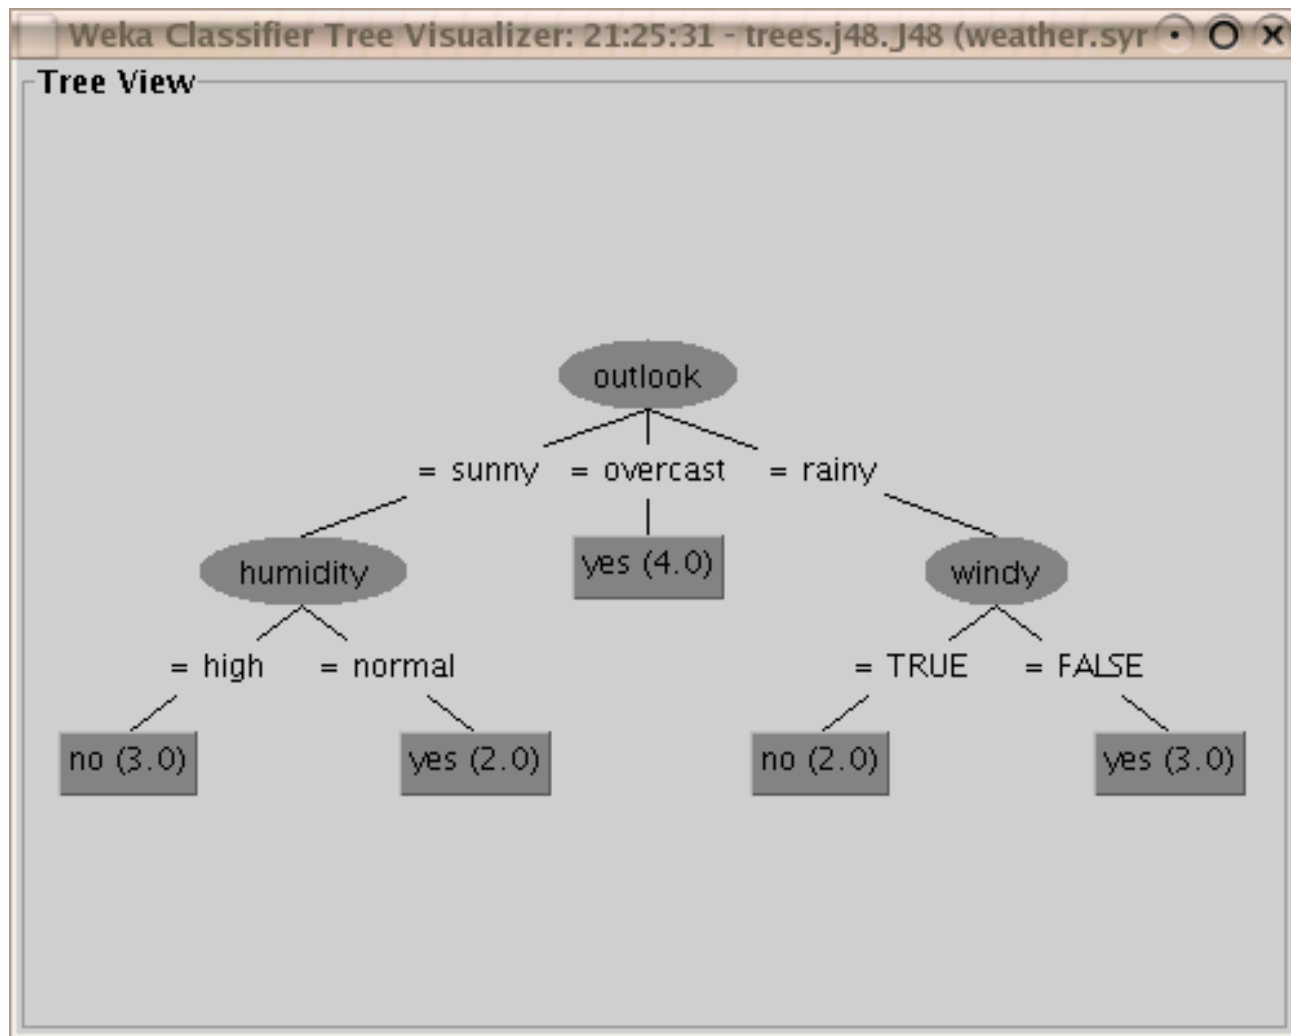 Weka Classifier Tree Visualizer: 21:25:31 - trees.j48.J48 (weather.syr
Tree View
outlook
= sunny = overcast = rainy
humidity yes (4.0) windy
= high = normal = TRUE = FALSE
no (3.0) yes (2.0) no (2.0) yes (3.0)